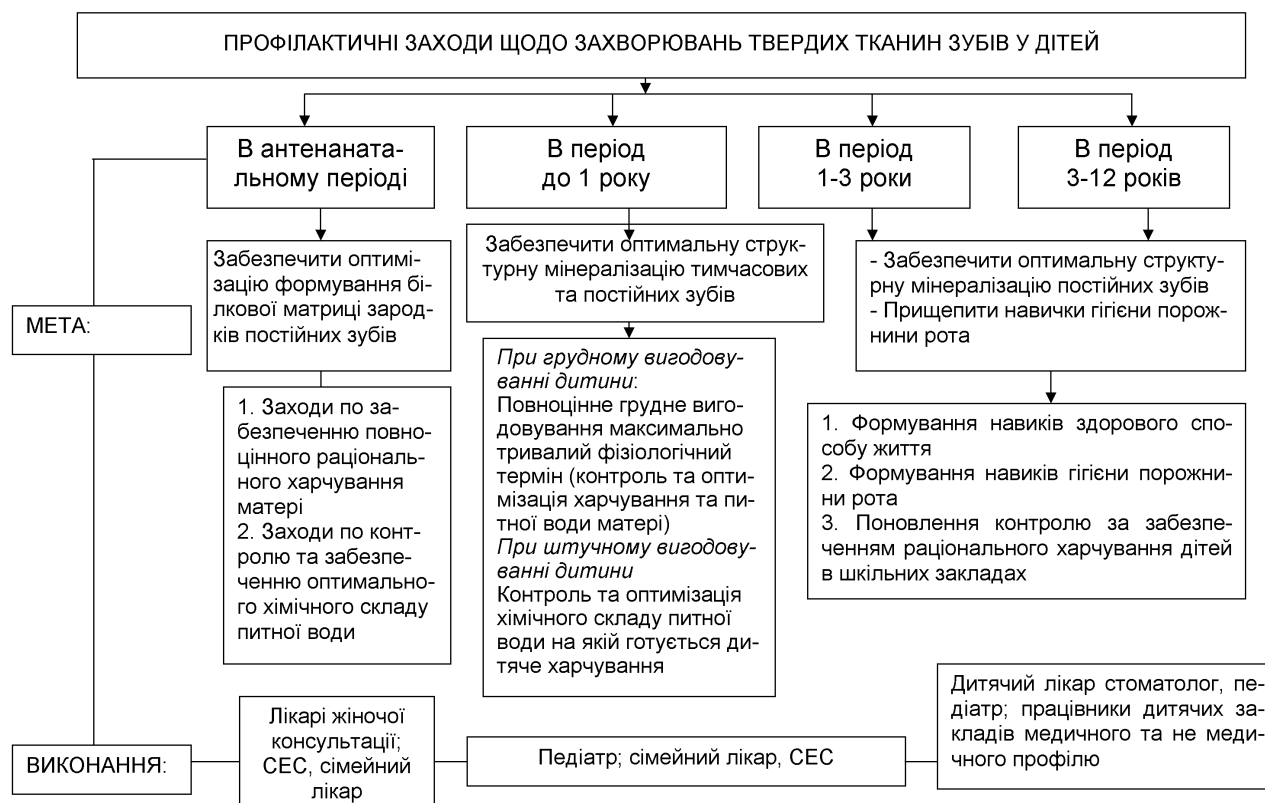 ПРОФІЛАКТИЧНІ ЗАХОДИ ЩОДО ЗАХВОРЮВАНЬ ТВЕРДИХ ТКАНИН ЗУБІВ У ДІТЕЙ
В антената-
льному періоді
В період
до 1 року
В період
1-3 роки
В період
3-12 років
МЕТА:
Забезпечити оптимі-
зацію формування бі-
лкової матриці зарод-
ків постійних зубів
Забезпечити оптимальну струк-
турну мінералізацію тимчасових
та постійних зубів
- Забезпечити оптимальну структу-
рну мінералізацію постійних зубів
- Прищепити навички гігієни порож-
нини рота
1. Заходи по за-
безпеченню повно-
цінного раціональ-
ного харчування
матері
2. Заходи по конт-
ролю та забезпе-
ченню оптимально-
го хімічного складу
питної води
При грудному вигодову-
ванні дитини:
Повноцінне грудне виго-
довування максимально
тривалий фізіологічний
термін (контроль та опти-
мізація харчування та пи-
тної води матері)
При штучному вигодову-
ванні дитини
Контроль та оптимізація
хімічного складу питної
води на якій готується ди-
тяче харчування
1. Формування навиків здорового спо-
собу життя
2. Формування навиків гігієни порожни-
ни рота
3. Поновлення контролю за забезпе-
ченням раціонального харчування дітей
в шкільних закладах
ВИКОНАННЯ:
Лікарі жіночої
консультації;
СЕС, сімейний
лікар
Педіатр; сімейний лікар, СЕС
Дитячий лікар стоматолог, пе-
діатр; працівники дитячих за-
кладів медичного та не меди-
чного профілю